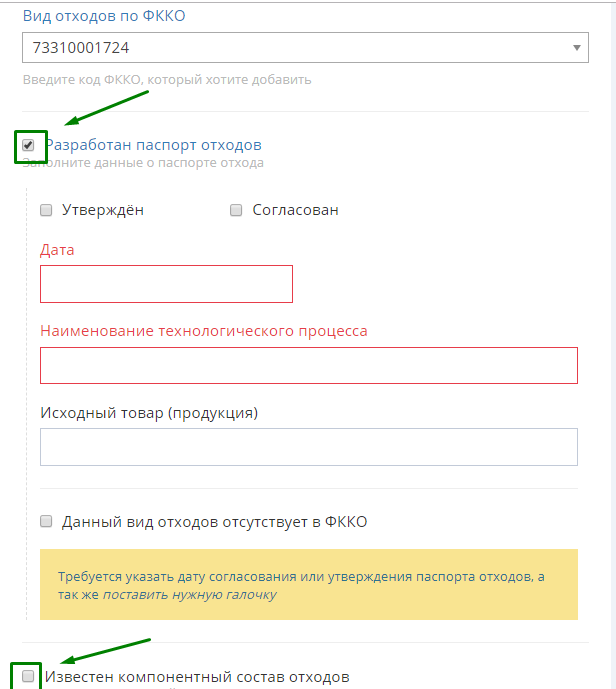 Вид отходов по ФККО
73310001724
Введите код ФККО, который хотите добавить
Разработан паспорт отходов
Заполните данные о паспорте отхода
Утверждён Согласован
Дата
Наименование технологического процесса
Исходный товар (продукция)
Данный вид отходов отсутствует в ФККО
Требуется указать дату согласования или утверждения паспорта отходов, а
так же поставить нужную галочку
Известен компонентный состав отходов